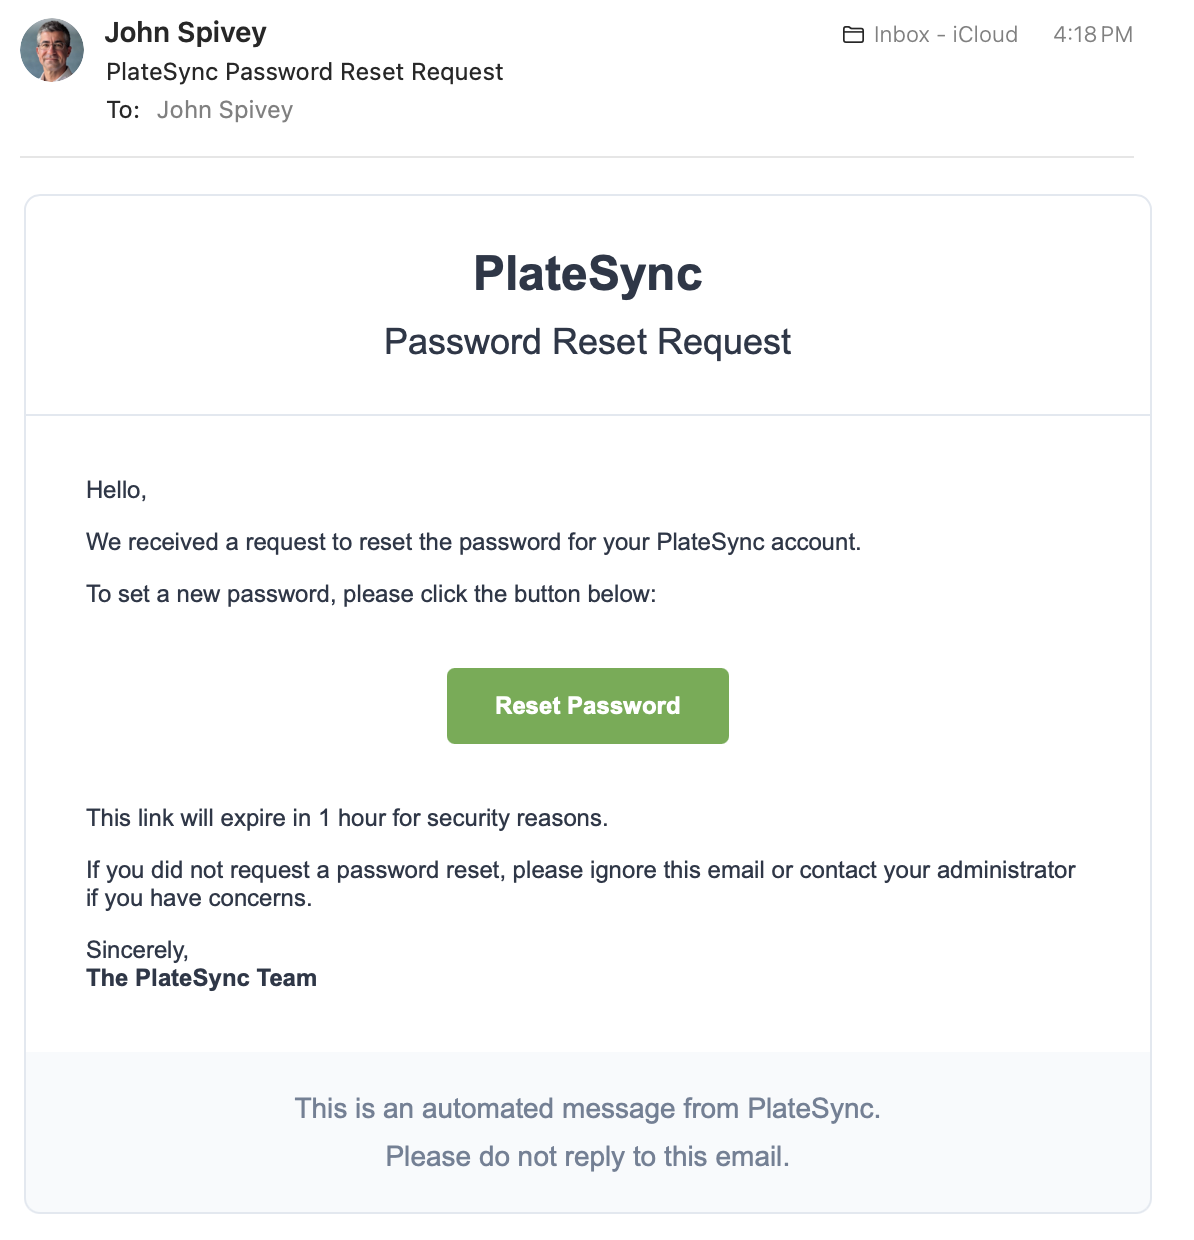 John Spivey
Inbox - iCloud
4:18 PM
PlateSync Password Reset Request
To: John Spivey
PlateSync
Password Reset Request
Hello,
We received a request to reset the password for your PlateSync account.
To set a new password, please click the button below:
Reset Password
This link will expire in 1 hour for security reasons.
If you did not request a password reset, please ignore this email or contact your administrator
if you have concerns.
Sincerely,
The PlateSync Team
This is an automated message from PlateSync.
Please do not reply to this email.